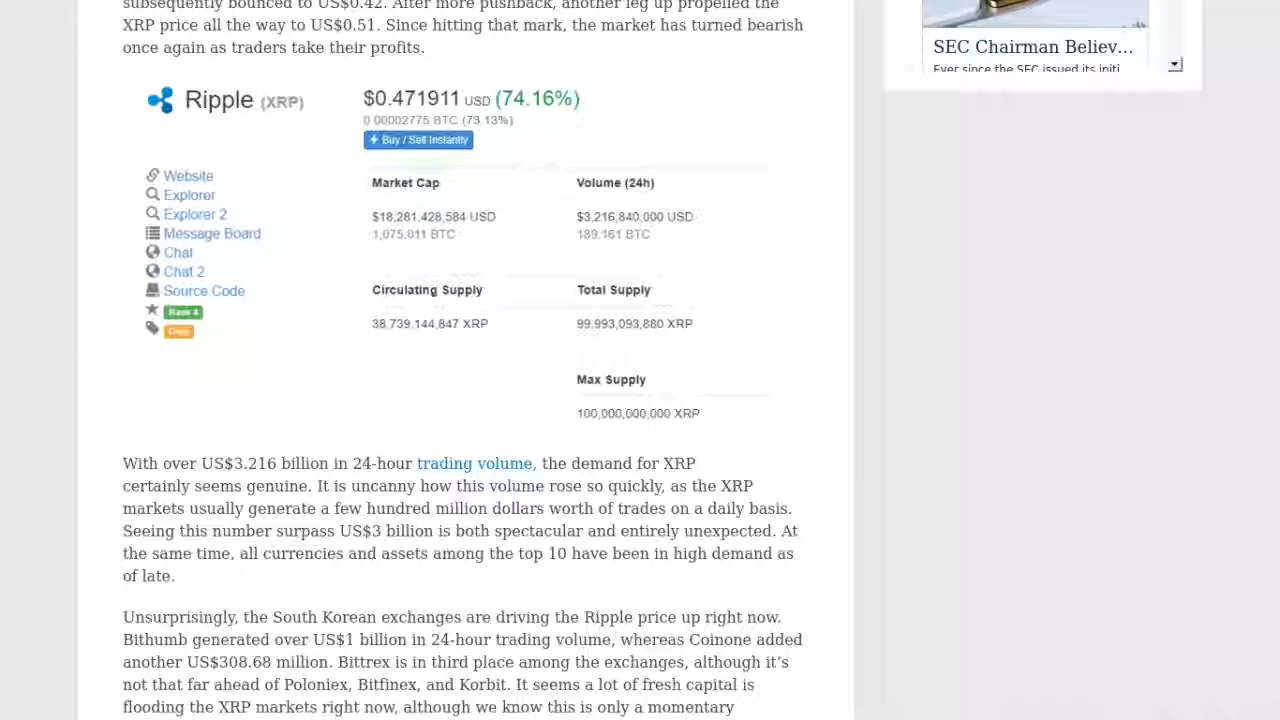 subsequently bounced to US$0.42. After more pushback, another leg up propelled the
XRP price all the way to US$0.51. Since hitting that mark, the market has turned bearish
once again as traders take their profits.
SEC Chairman Believ...
Ever since the SEC issued its initi
Ripple (XRP)
$0.471911 USD (74.16%)
0.00002775 BTC (73.13%)
Buy / Sell Instantly
Website
Explorer
Explorer 2
Message Board
Chat
Chat 2
Source Code
Market Cap
$18,281,428,584 USD
1,075,011 BTC
Volume (24h)
$3,216,840,000 USD
189,161 BTC
Circulating Supply
38,739,144,847 XRP
Total Supply
99,993,093,880 XRP
Max Supply
100,000,000,000 XRP
With over US$3.216 billion in 24-hour trading volume, the demand for XRP
certainly seems genuine. It is uncanny how this volume rose so quickly, as the XRP
markets usually generate a few hundred million dollars worth of trades on a daily basis.
Seeing this number surpass US$3 billion is both spectacular and entirely unexpected. At
the same time, all currencies and assets among the top 10 have been in high demand as
of late.
Unsurprisingly, the South Korean exchanges are driving the Ripple price up right now.
Bithumb generated over US$1 billion in 24-hour trading volume, whereas Coinone added
another US$308.68 million. Bittrex is in third place among the exchanges, although it's
not that far ahead of Poloniex, Bitfinex, and Korbit. It seems a lot of fresh capital is
flooding the XRP markets right now, although we know this is only a momentary